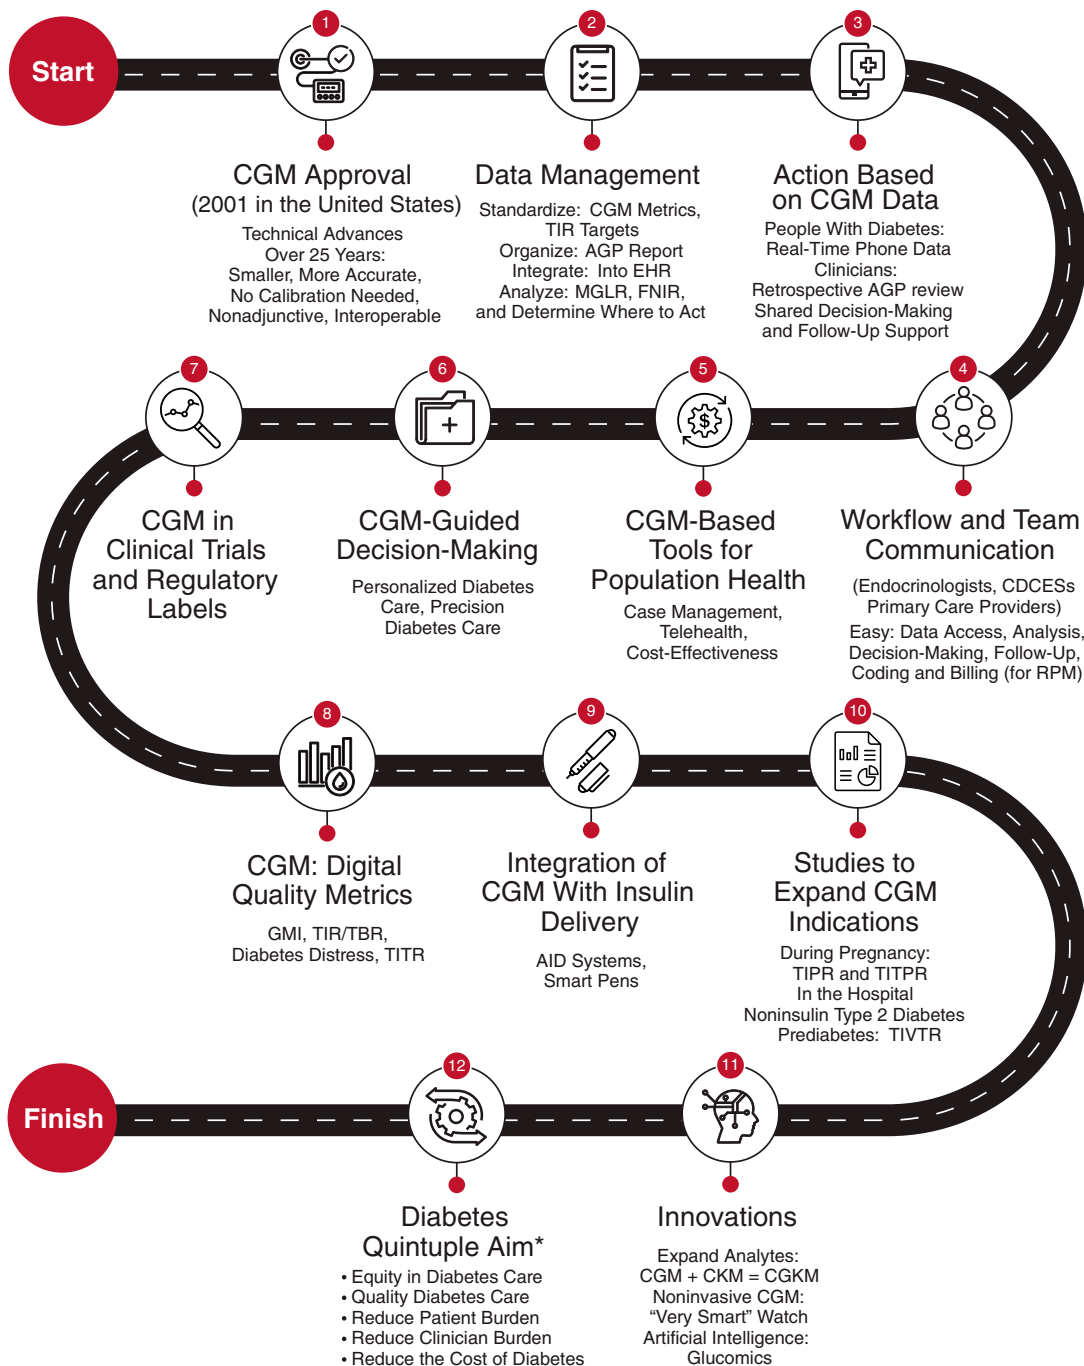 Start
1
CGM Approval
(2001 in the United States)
Technical Advances
Over 25 Years:
Smaller, More Accurate,
No Calibration Needed,
Nonadjunctive, Interoperable
2
Data Management
Standardize: CGM Metrics,
TIR Targets
Organize: AGP Report
Integrate: Into EHR
Analyze: MGLR, FNIR,
and Determine Where to Act
3
Action Based
on CGM Data
People With Diabetes:
Real-Time Phone Data
Clinicians:
Retrospective AGP review
Shared Decision-Making
and Follow-Up Support
4
Workflow and Team
Communication
(Endocrinologists, CDCESs
Primary Care Providers)
Easy: Data Access, Analysis,
Decision-Making, Follow-Up,
Coding and Billing (for RPM)
5
$
CGM-Based
Tools for
Population Health
Case Management,
Telehealth,
Cost-Effectiveness
6
CGM-Guided
Decision-Making
Personalized Diabetes
Care, Precision
Diabetes Care
7
CGM in
Clinical Trials
and Regulatory
Labels
8
CGM: Digital
Quality Metrics
GMI, TIR/TBR,
Diabetes Distress, TITR
9
Integration of
CGM With Insulin
Delivery
AID Systems,
Smart Pens
10
Studies to
Expand CGM
Indications
During Pregnancy:
TIPR and TITPR
In the Hospital
Noninsulin Type 2 Diabetes
Prediabetes: TIVTR
11
Innovations
Expand Analytes:
CGM + CKM = CGKM
Noninvasive CGM:
“Very Smart” Watch
Artificial Intelligence:
Glucomics
12
Diabetes
Quintuple Aim*
• Equity in Diabetes Care
• Quality Diabetes Care
• Reduce Patient Burden
• Reduce Clinician Burden
• Reduce the Cost of Diabetes
Finish